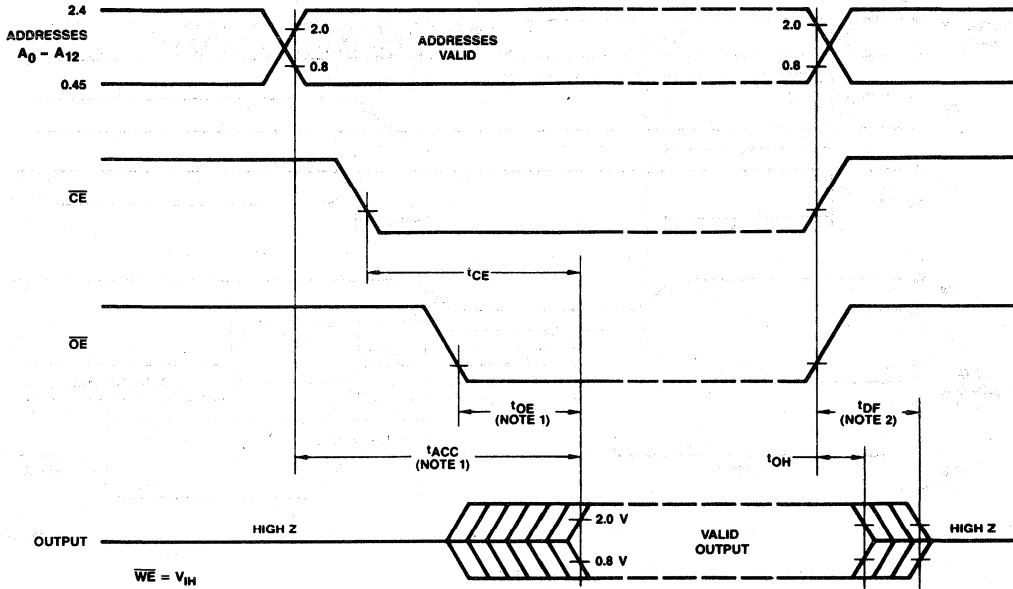 2.4
ADDRESSES
A0 – A12
0.45
2.0
0.8
ADDRESSES
VALID
2.0
0.8
CE
tCE
OE
tOE
(NOTE 1)
tDF
(NOTE 2)
tACC
(NOTE 1)
tOH
OUTPUT
HIGH Z
2.0 V
0.8 V
VALID
OUTPUT
HIGH Z
WE = VIH